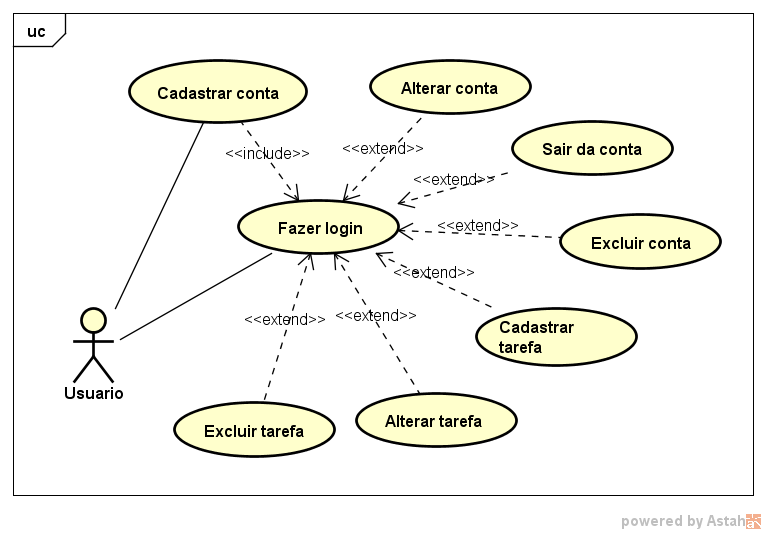 uc
Cadastrar conta
Alterar conta
Sair da conta
<<include>>
<<extend>>
<<extend>>
Fazer login
<<extend>>
Excluir conta
<<extend>>
<<extend>>
<<extend>>
Cadastrar
tarefa
Usuario
Excluir tarefa
Alterar tarefa
powered by Astah